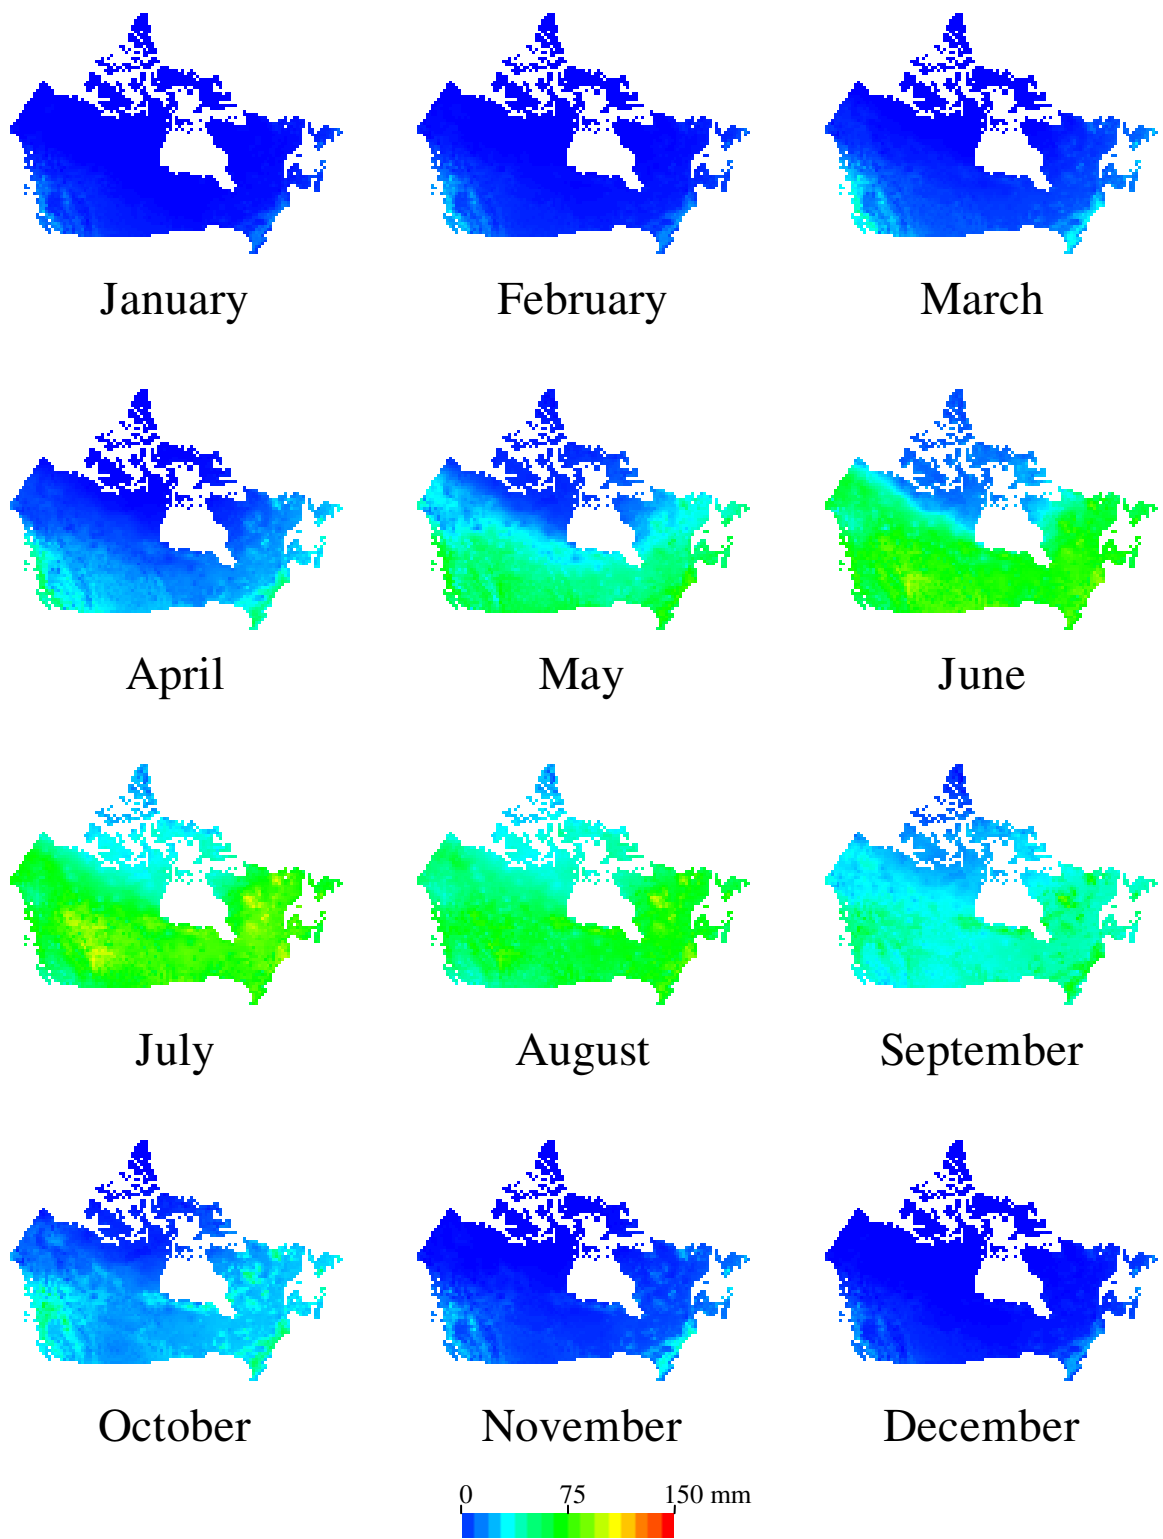 January February March
April May June
July August September
October November December
0 75 150 mm